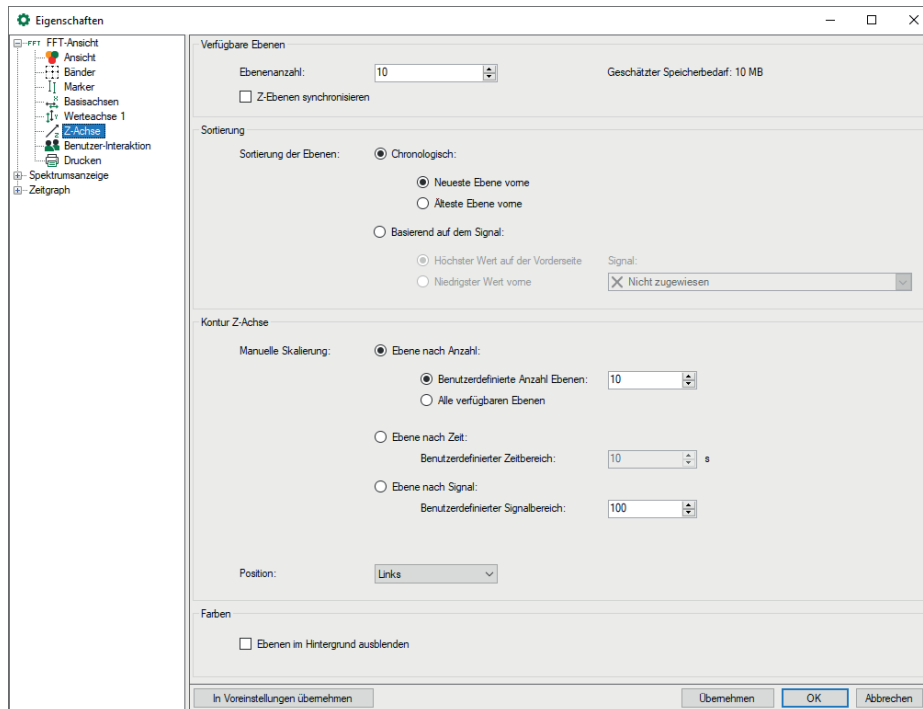 Eigenschaften
FFT FFT-Ansicht
Ansicht
Bänder
Marker
Basisachsen
Werteachse 1
Z-Achse
Benutzer-Interaktion
Drucken
Spektrumsanzeige
Zeitgraph
Verfügbare Ebenen
Ebenenanzahl: 10 Geschätzter Speicherbedarf: 10 MB
Z-Ebenen synchronisieren
Sortierung
Sortierung der Ebenen: Chronologisch:
Neueste Ebene vorne
Älteste Ebene vorne
Basierend auf dem Signal:
Höchster Wert auf der Vorderseite Signal:
Niedrigster Wert vorne Nicht zugewiesen
Kontur Z-Achse
Manuelle Skalierung: Ebene nach Anzahl:
Benutzerdefinierte Anzahl Ebenen: 10
Alle verfügbaren Ebenen
Ebene nach Zeit:
Benutzerdefinierter Zeitbereich: 10 s
Ebene nach Signal:
Benutzerdefinierter Signalbereich: 100
Position: Links
Farben
Ebenen im Hintergrund ausblenden
In Voreinstellungen übernehmen Übernehmen OK Abbrechen